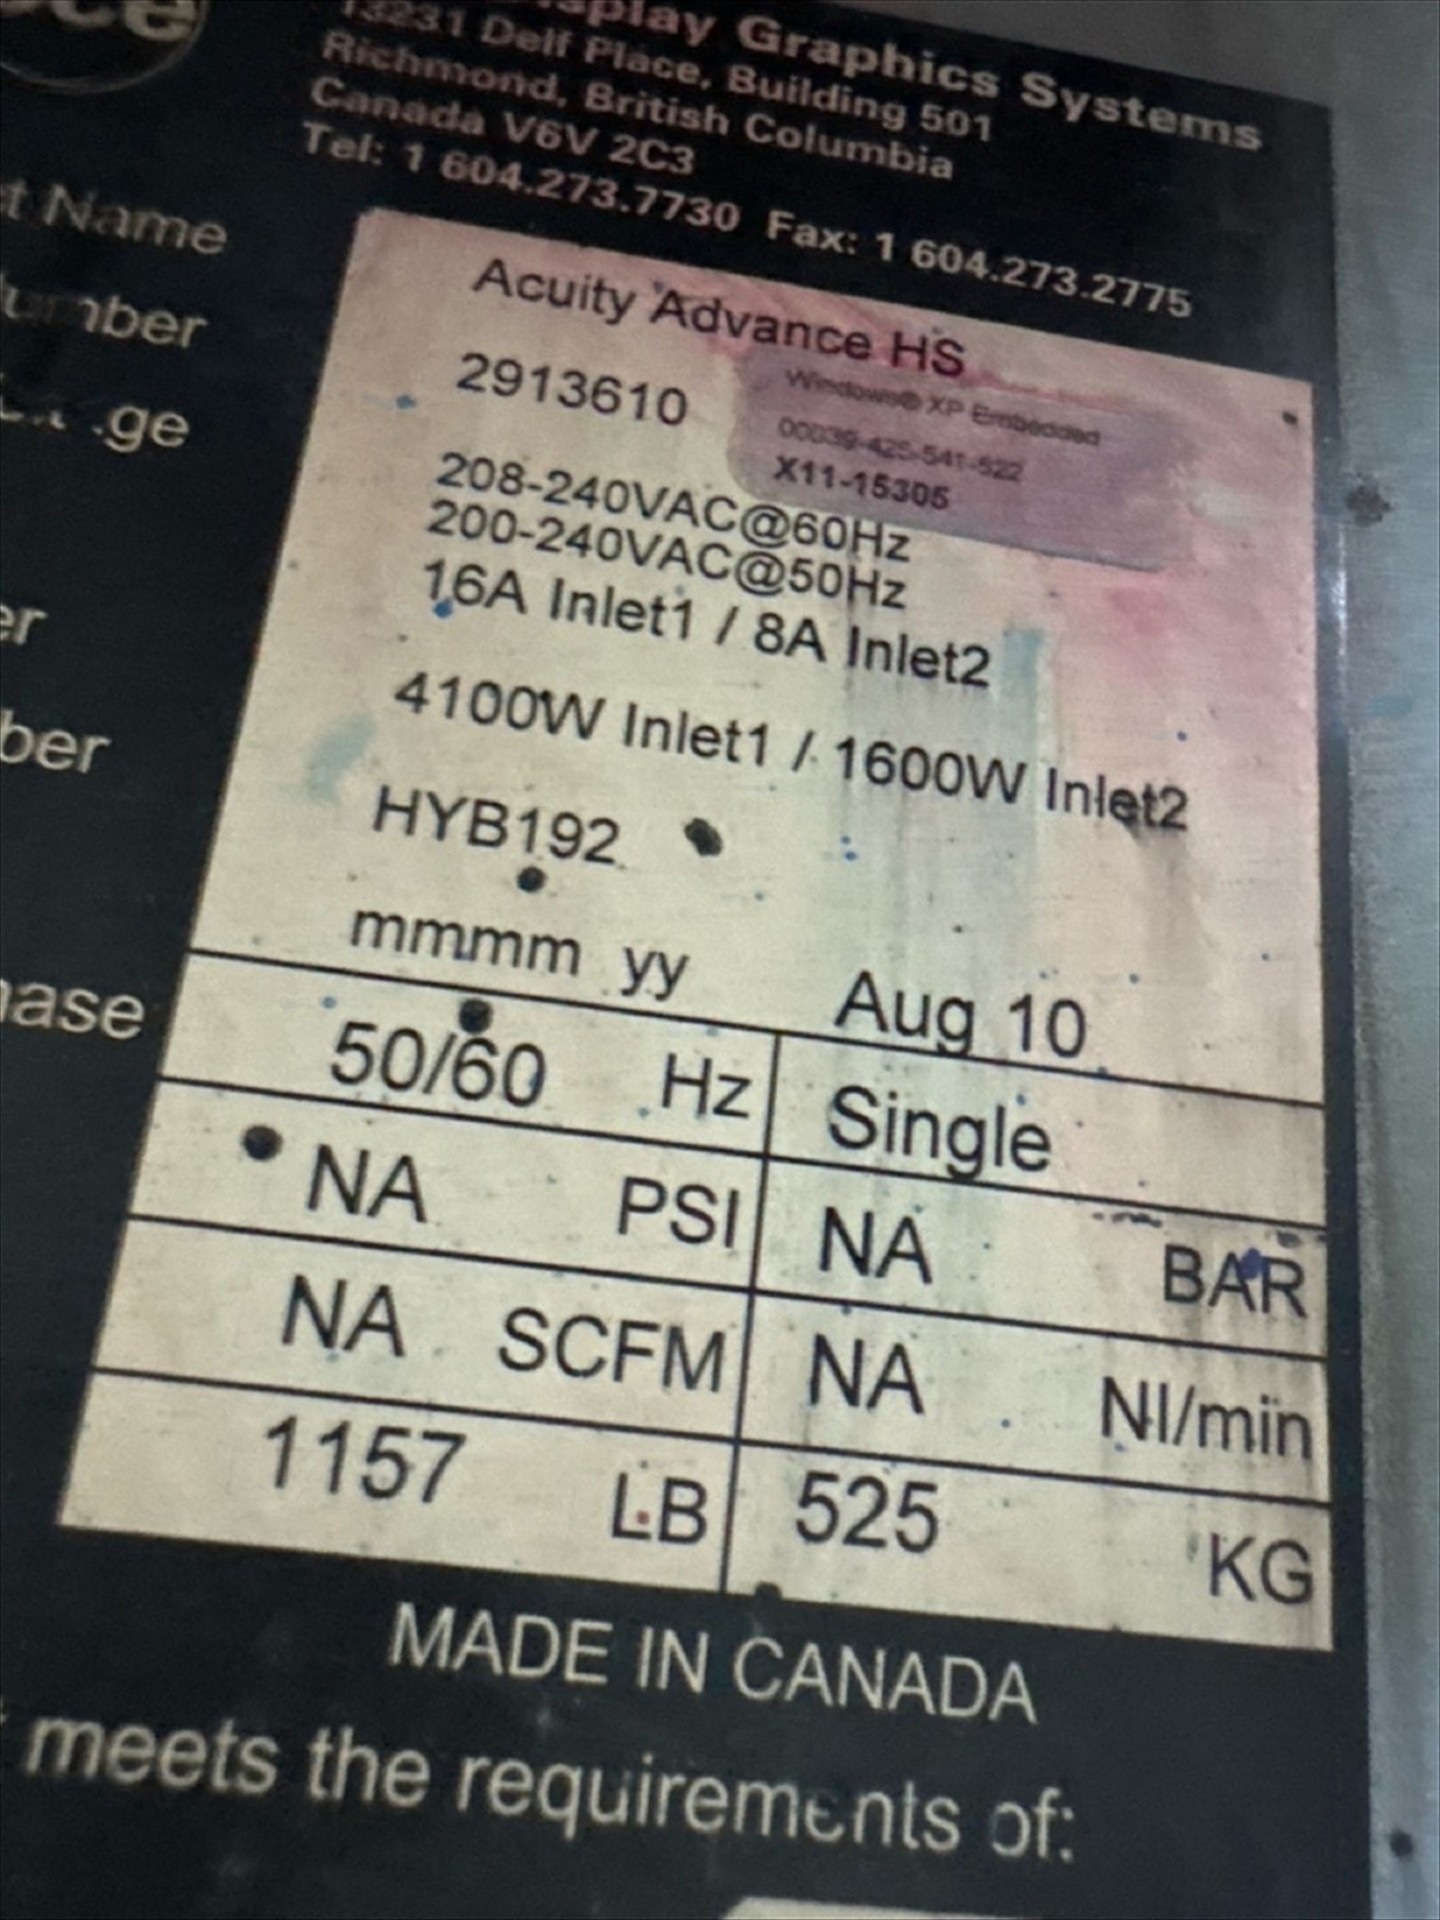 ce
splay Graphics Systems
13231 Delf Place, Building 501
Richmond, British Columbia
Canada V6V 2C3
Tel: 1 604.273.7730 Fax: 1 604.273.2775
t Name
Acuity Advance HS
umber
2913610
Windows® XP Embedded
00039-425-541-522
X11-15305
ge
208-240VAC@60Hz
200-240VAC@50Hz
16A Inlet1 / 8A Inlet2
er
4100W Inlet1 / 1600W Inlet2
ber
HYB192
mmmm yy Aug 10
hase
50/60 Hz Single
NA PSI NA BAR
NA SCFM NA Nl/min
1157 LB 525 KG
MADE IN CANADA
meets the requirements of: